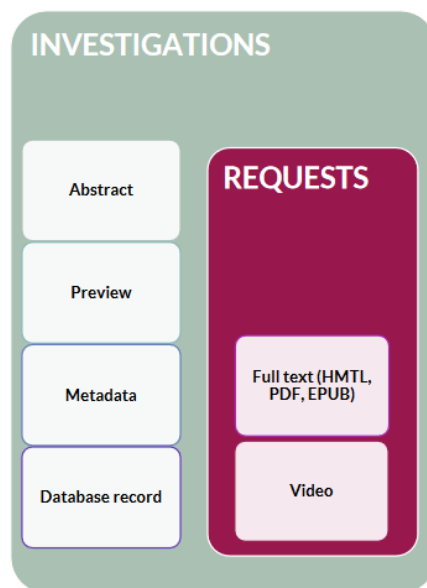 INVESTIGATIONS
Abstract
Preview
Metadata
Database record
REQUESTS
Full text (HMTL,
PDF, EPUB)
Video